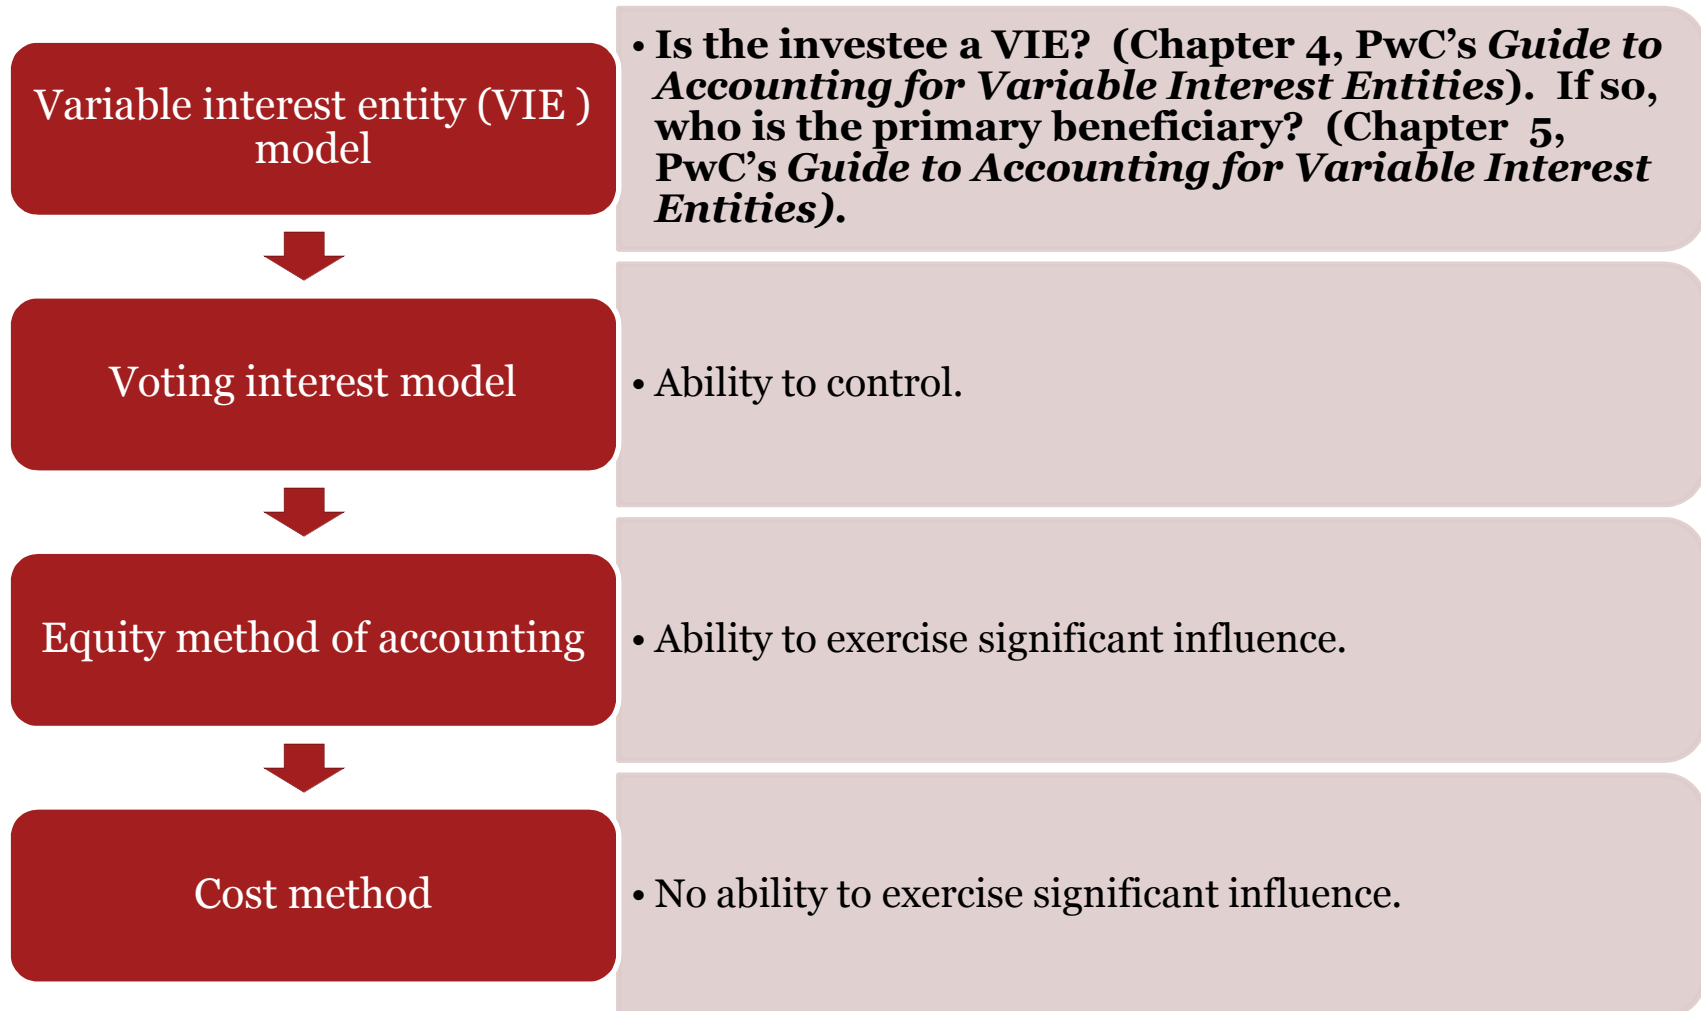 Variable interest entity (VIE )
model
• Is the investee a VIE?  (Chapter 4, PwC’s Guide to
Accounting for Variable Interest Entities).  If so,
who is the primary beneficiary?  (Chapter  5,
PwC’s Guide to Accounting for Variable Interest
Entities).
Voting interest model
• Ability to control.
Equity method of accounting
• Ability to exercise significant influence.
Cost method
• No ability to exercise significant influence.